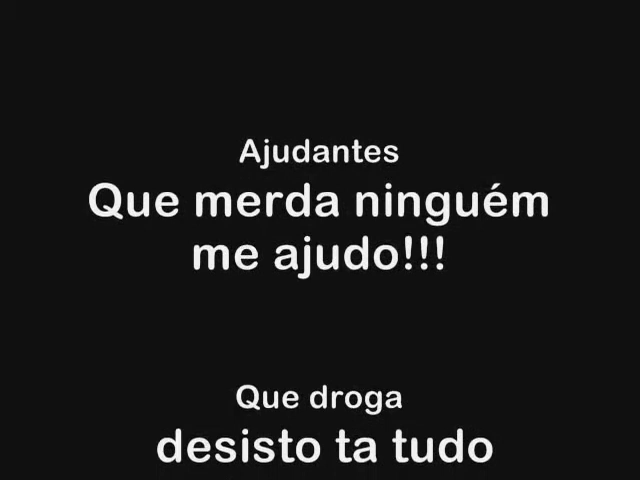 Ajudantes
Que merda ninguém
me ajudo!!!
Que droga
desisto ta tudo